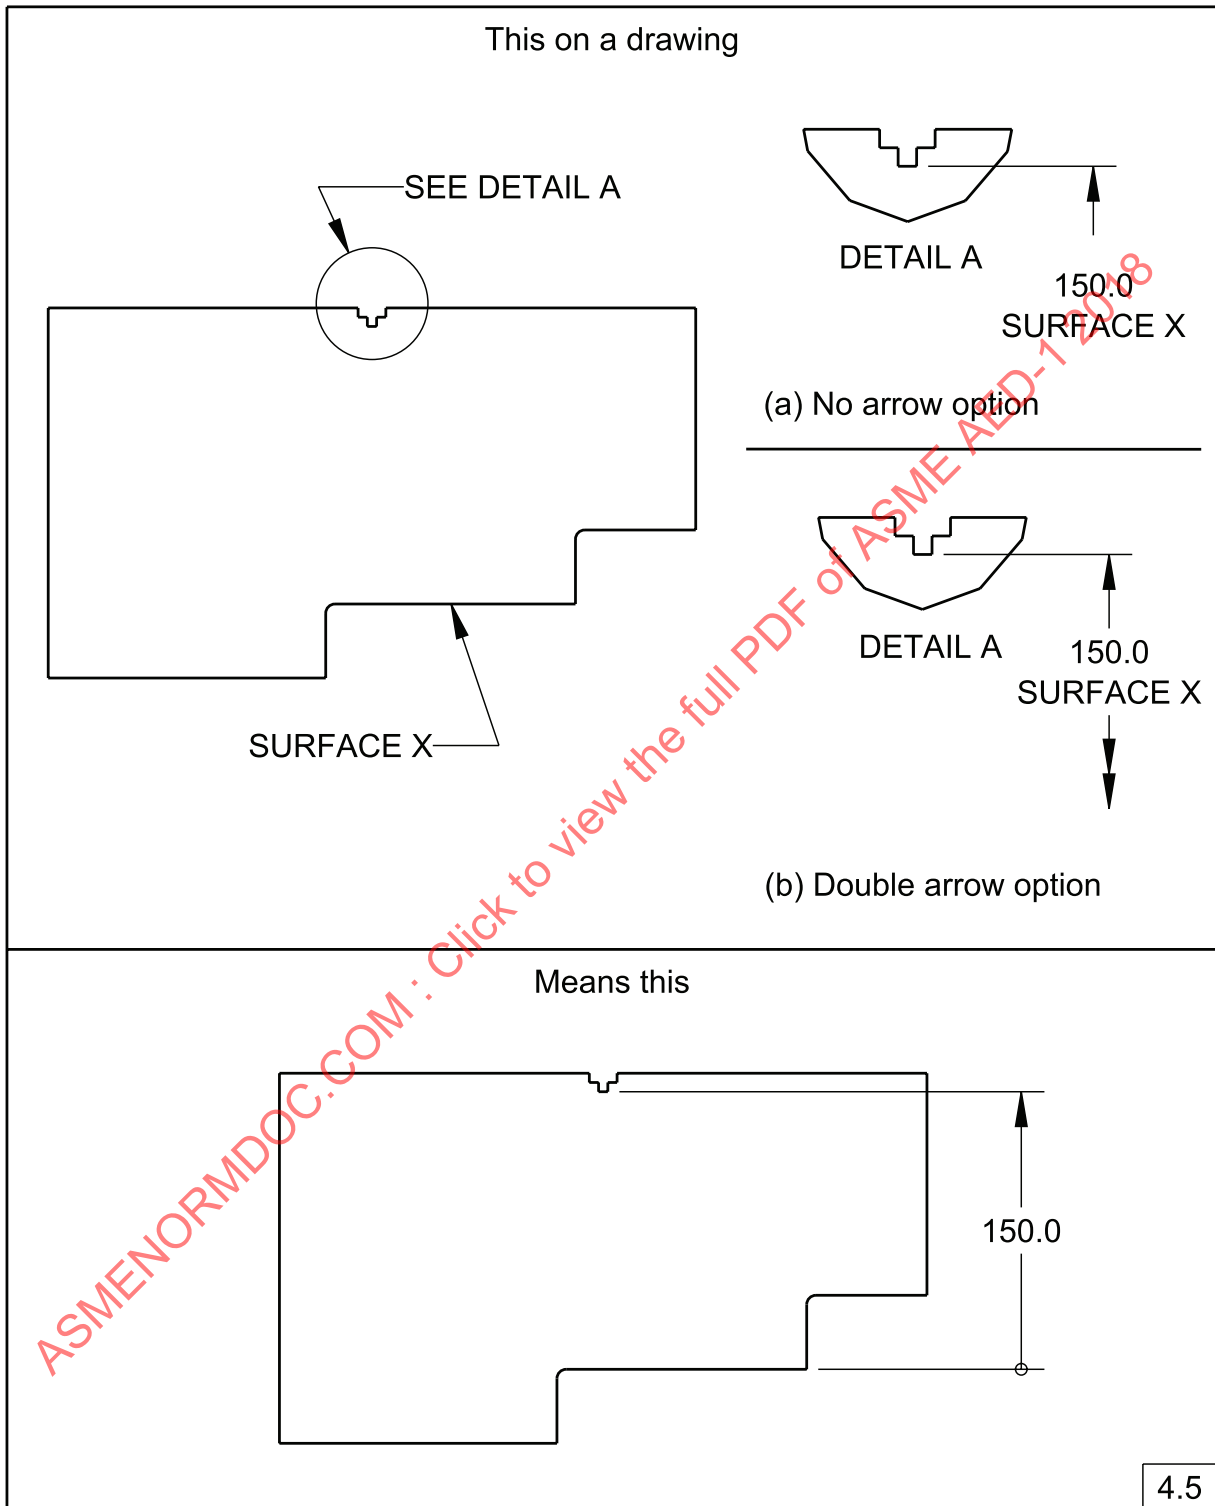 This on a drawing
SEE DETAIL A
SURFACE X
DETAIL A
150.0
SURFACE X
(a) No arrow option
DETAIL A
150.0
SURFACE X
(b) Double arrow option
Means this
150.0
4.5
ASMENORMDOC.COM : Click to view the full PDF of ASME AED-1 2018